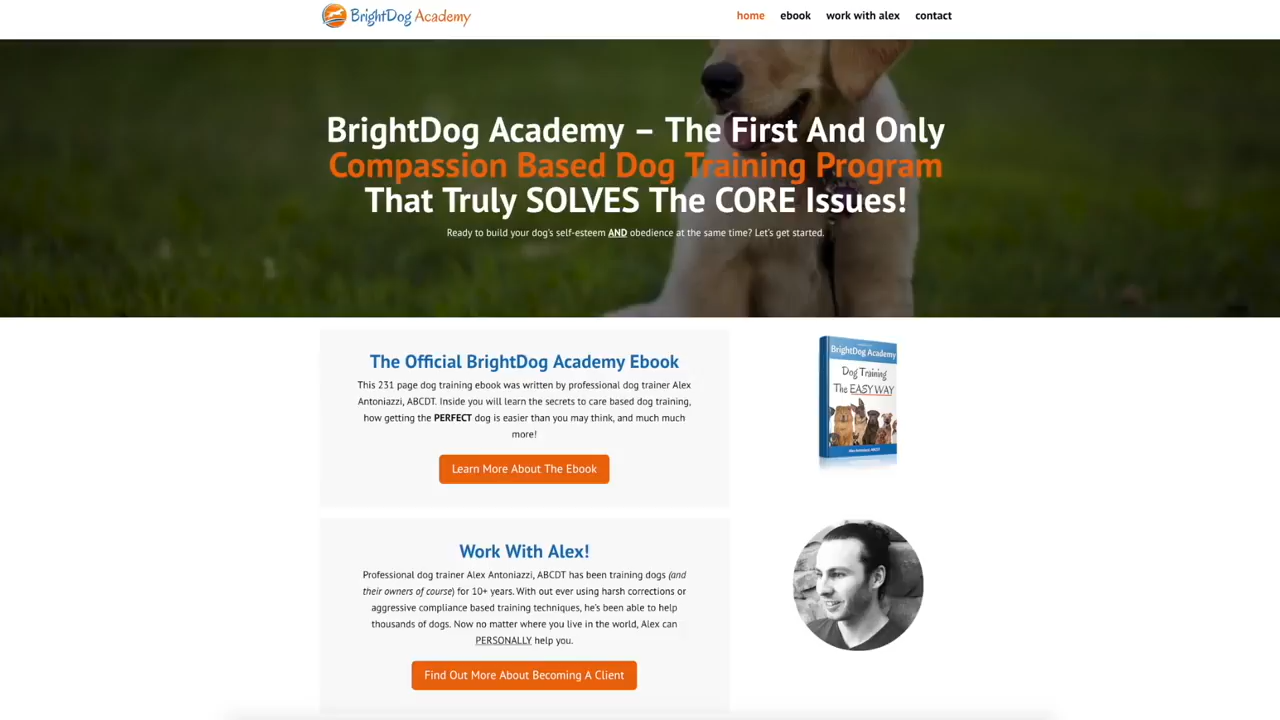 BrightDog Academy
home
ebook
work with alex
contact
BrightDog Academy – The First And Only
Compassion Based Dog Training Program
That Truly SOLVES The CORE Issues!
Ready to build your dog's self-esteem AND obedience at the same time? Let's get started.
The Official BrightDog Academy Ebook
This 231 page dog training ebook was written by professional dog trainer Alex
Antoniazzi, ABCDT. Inside you will learn the secrets to care based dog training,
how getting the PERFECT dog is easier than you may think, and much much
more!
Learn More About The Ebook
BrightDog Academy
Dog Training
The EASY WAY
Alex Antoniazzi, ABCDT
Work With Alex!
Professional dog trainer Alex Antoniazzi, ABCDT has been training dogs (and
their owners of course) for 10+ years. With out ever using harsh corrections or
aggressive compliance based training techniques, he's been able to help
thousands of dogs. Now no matter where you live in the world, Alex can
PERSONALLY help you.
Find Out More About Becoming A Client